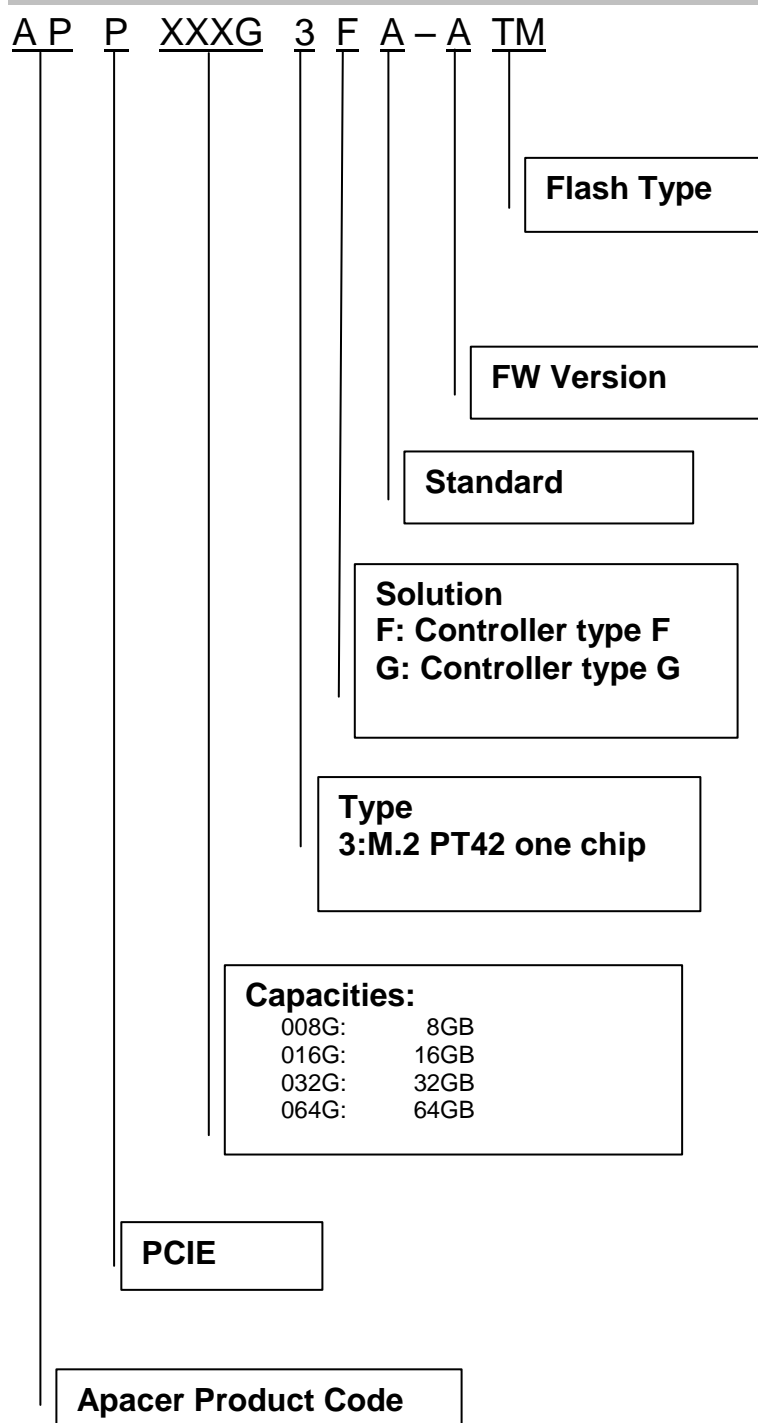 A P P XXXG 3 F A – A TM
Flash Type
FW Version
Standard
Solution
F: Controller type F
G: Controller type G
Type
3:M.2 PT42 one chip
Capacities:
008G: 8GB
016G: 16GB
032G: 32GB
064G: 64GB
PCIE
Apacer Product Code